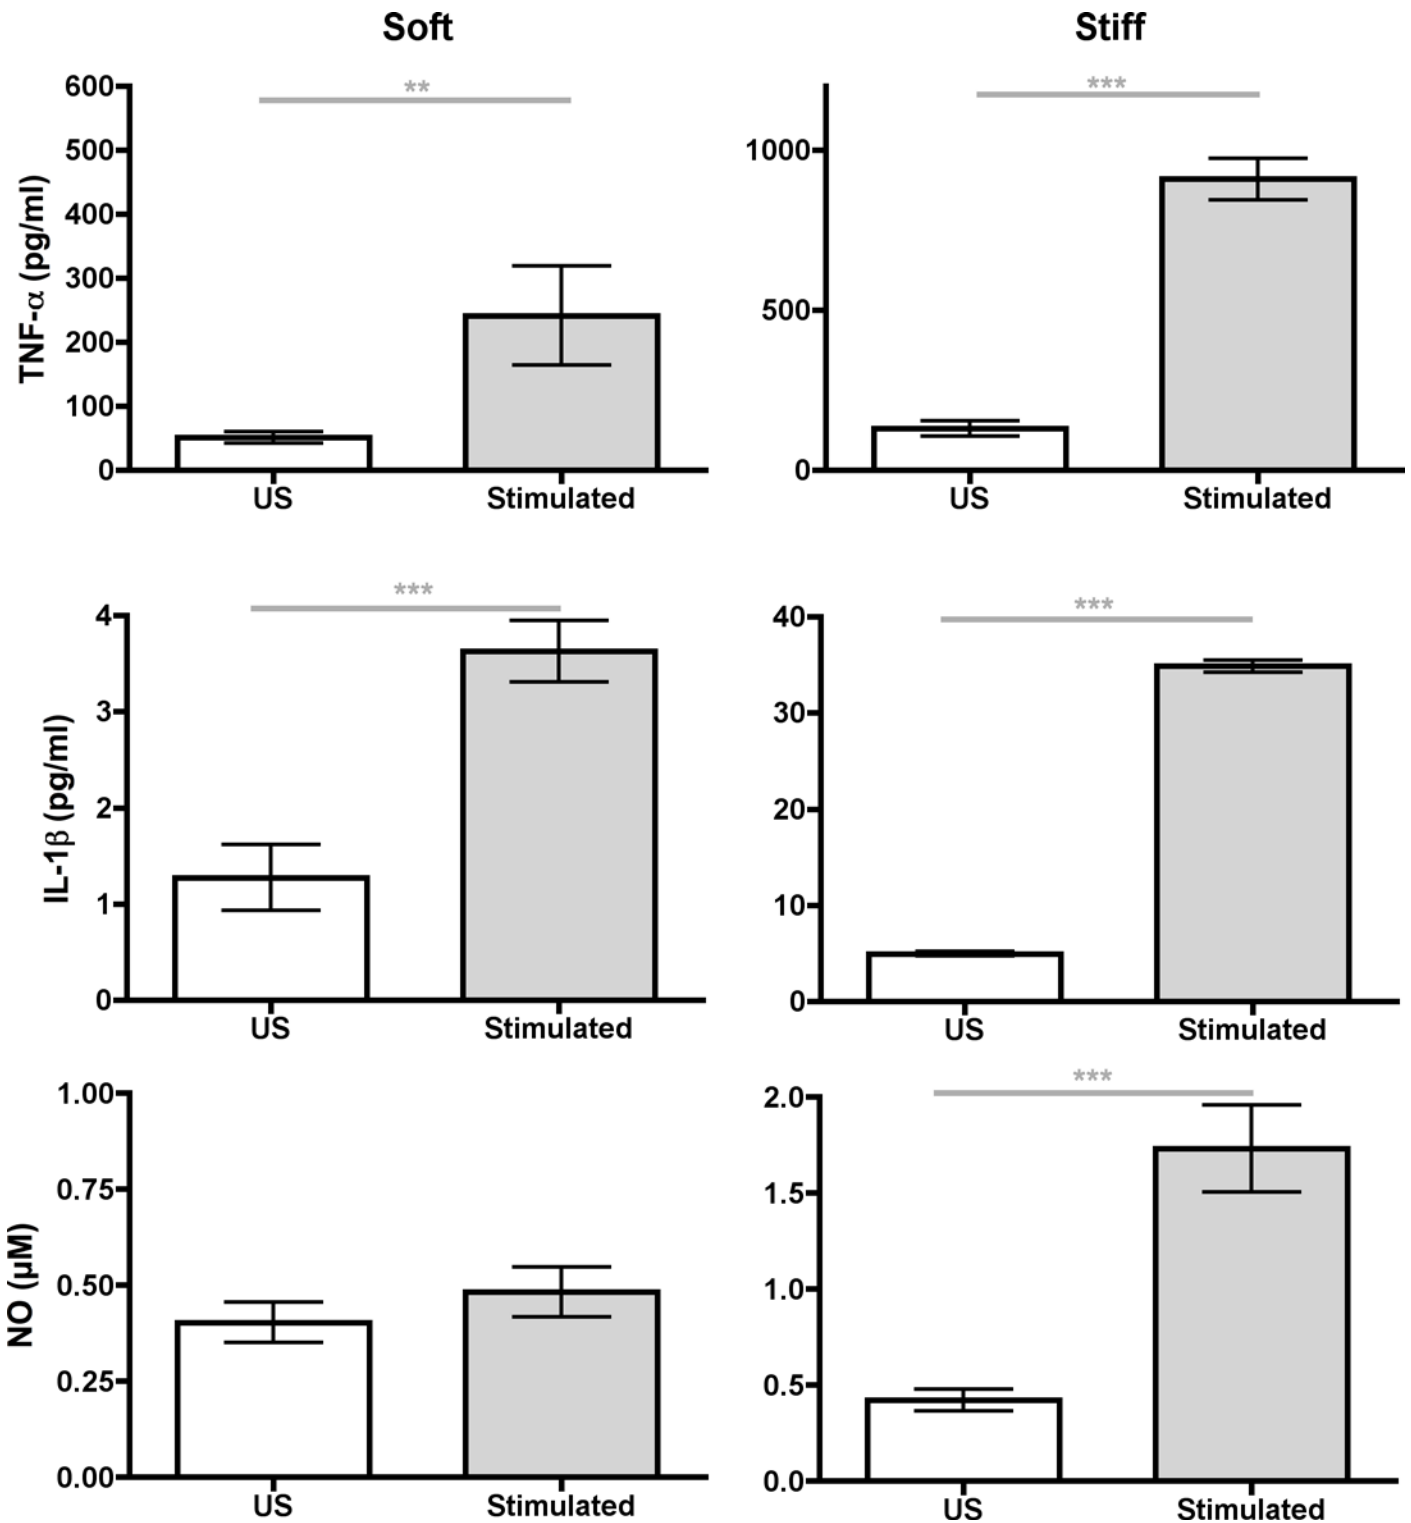 Soft
Stiff
TNF-α (pg/ml)
600
500
400
300
200
100
0
**
US
Stimulated
1000
500
0
***
US
Stimulated
IL-1β (pg/ml)
4
3
2
1
0
***
US
Stimulated
40
30
20
10
0
***
US
Stimulated
NO (µM)
1.00
0.75
0.50
0.25
0.00
US
Stimulated
2.0
1.5
1.0
0.5
0.0
***
US
Stimulated